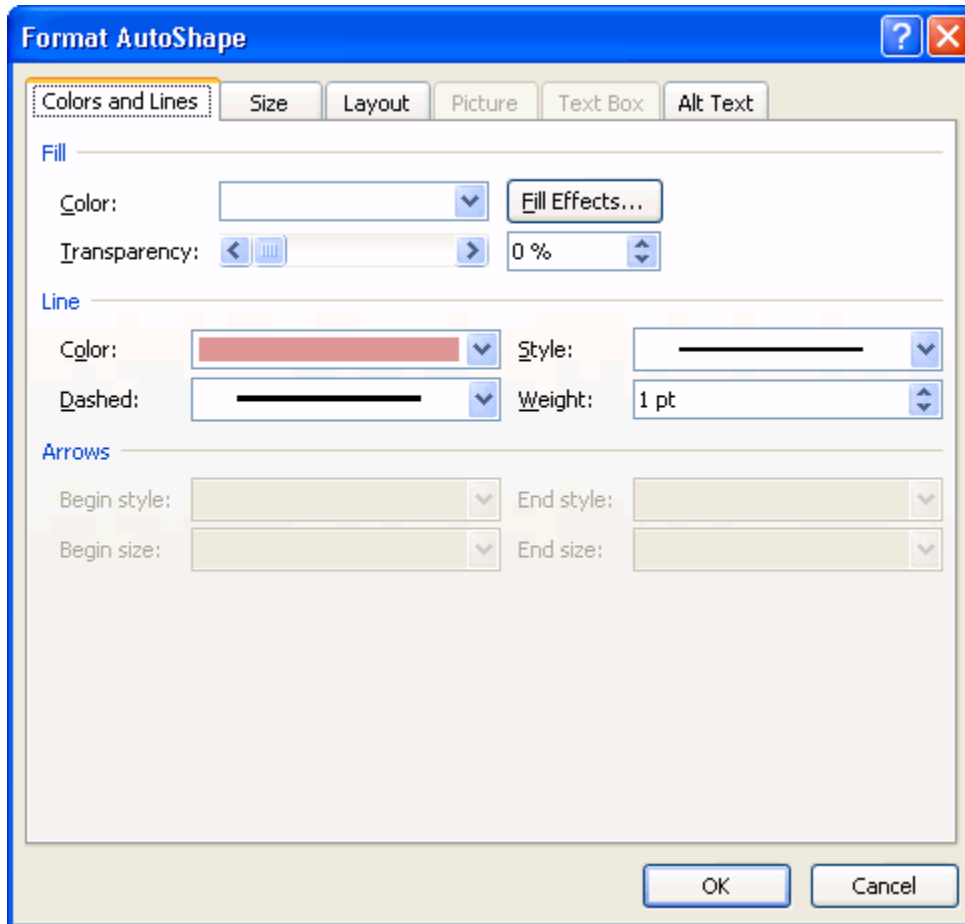 Format AutoShape
Colors and Lines Size Layout Picture Text Box Alt Text
Fill
Color: Fill Effects...
Transparency: 0 %
Line
Color: Style:
Dashed: Weight: 1 pt
Arrows
Begin style: End style:
Begin size: End size:
OK Cancel